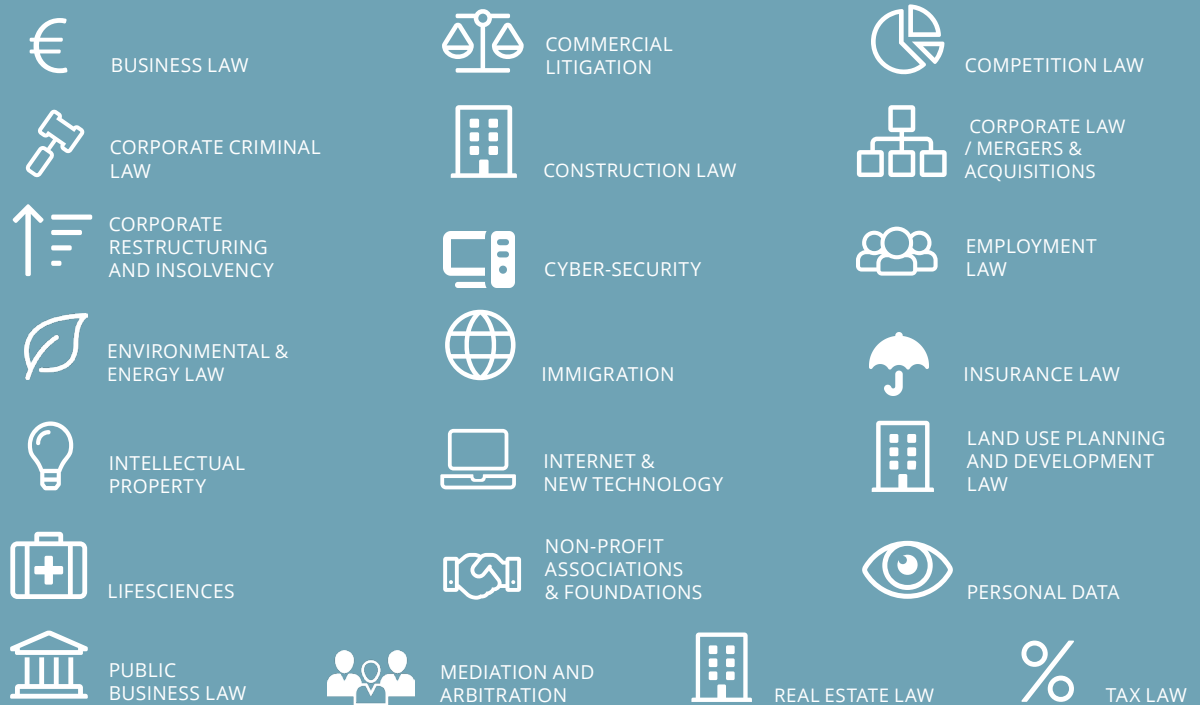 BUSINESS LAW
COMMERCIAL
LITIGATION
COMPETITION LAW
CORPORATE CRIMINAL
LAW
CONSTRUCTION LAW
CORPORATE LAW
/ MERGERS &
ACQUISITIONS
CORPORATE
RESTRUCTURING
AND INSOLVENCY
CYBER-SECURITY
EMPLOYMENT
LAW
ENVIRONMENTAL &
ENERGY LAW
IMMIGRATION
INSURANCE LAW
INTELLECTUAL
PROPERTY
INTERNET &
NEW TECHNOLOGY
LAND USE PLANNING
AND DEVELOPMENT
LAW
LIFESCIENCES
NON-PROFIT
ASSOCIATIONS
& FOUNDATIONS
PERSONAL DATA
PUBLIC
BUSINESS LAW
MEDIATION AND
ARBITRATION
REAL ESTATE LAW
TAX LAW